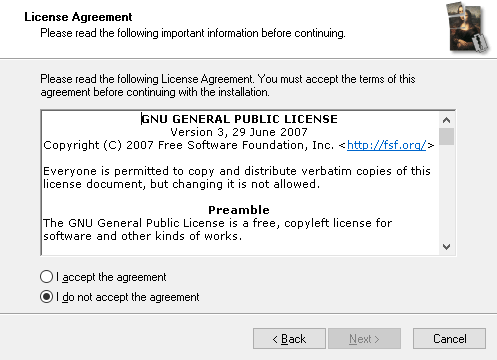 License Agreement
Please read the following important information before continuing.
Please read the following License Agreement. You must accept the terms of this
agreement before continuing with the installation.
GNU GENERAL PUBLIC LICENSE
Version 3, 29 June 2007
Copyright (C) 2007 Free Software Foundation, Inc. <http://fsf.org/>
Everyone is permitted to copy and distribute verbatim copies of this
license document, but changing it is not allowed.
Preamble
The GNU General Public License is a free, copyleft license for
software and other kinds of works.
I accept the agreement
I do not accept the agreement
< Back
Next >
Cancel